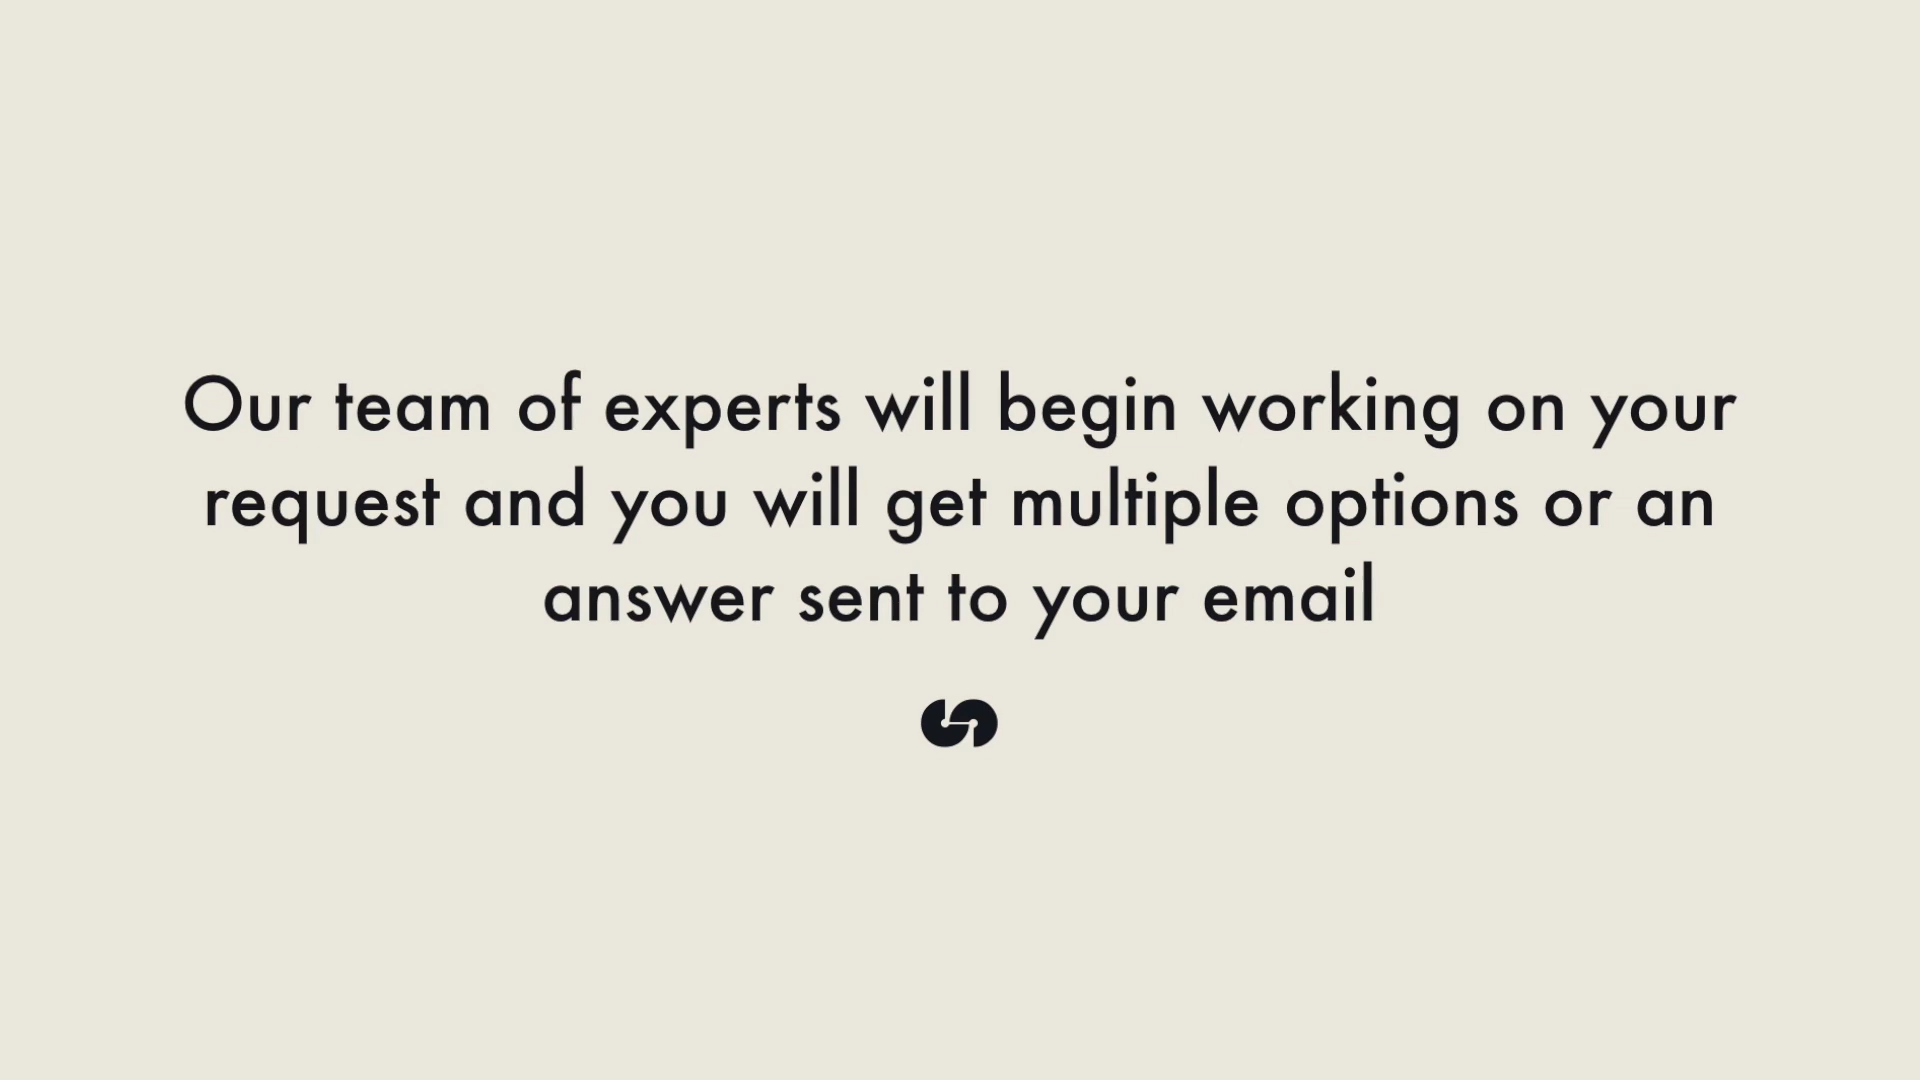 Our team of experts will begin working on your
request and you will get multiple options or an
answer sent to your email